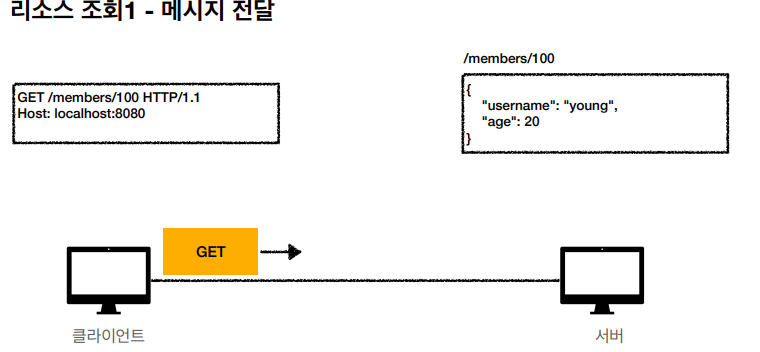 리소스 조회1 - 메시지 전달
/members/100
GET /members/100 HTTP/1.1
Host: localhost:8080
{
"username": "young",
"age": 20
}
GET
클라이언트
서버